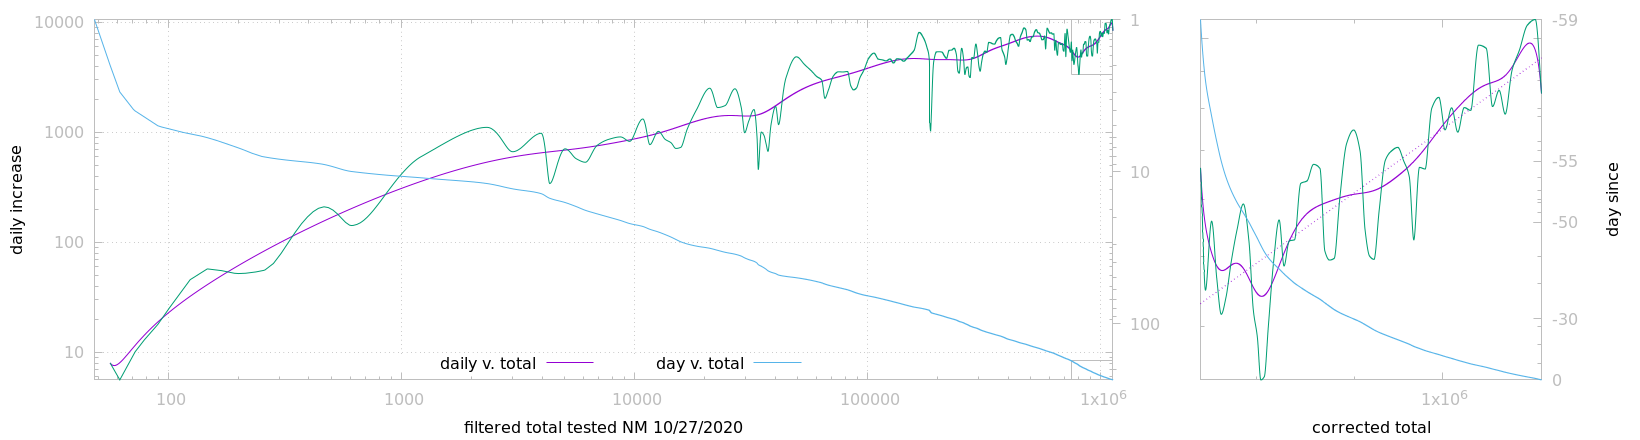 10000
1000
100
10
daily increase
100
1000
10000
100000
1x10^6
filtered total tested NM 10/27/2020
daily v. total
day v. total
1
10
100
-59
-55
-50
-30
0
day since
1x10^6
corrected total